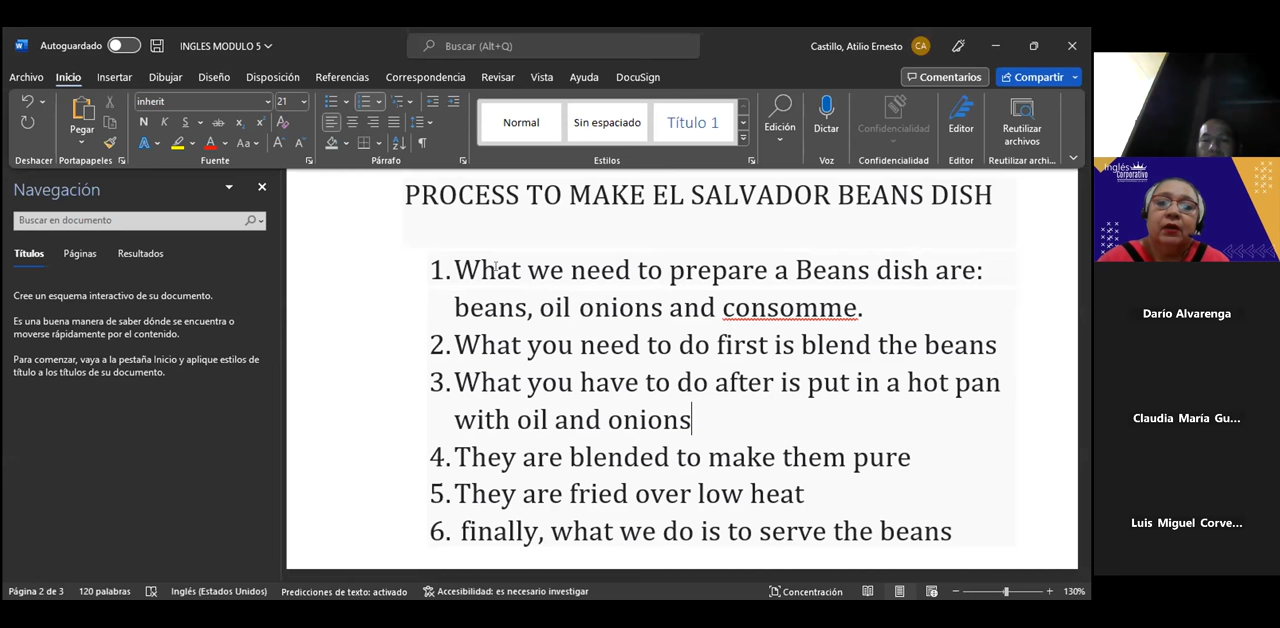 Autoguardado
INGLES MODULO 5
Buscar (Alt+Q)
Castillo, Atilio Ernesto
CA
Archivo Inicio Insertar Dibujar Diseño Disposición Referencias Correspondencia Revisar Vista Ayuda DocuSign
Comentarios
Compartir
inherit 21
Pegar
N K S ab x₂ x²
A A Aa A A
Normal
Sin espaciado
Título 1
Edición
Dictar
Confidencialidad
Editor
Reutilizar
archivos
Deshacer Portapapeles Fuente Párrafo Estilos Voz Confidencialidad Editor Reutilizar archi...
Navegación
Buscar en documento
Títulos Páginas Resultados
Cree un esquema interactivo de su documento.
Es una buena manera de saber dónde se encuentra o
moverse rápidamente por el contenido.
Para comenzar, vaya a la pestaña Inicio y aplique estilos de
título a los títulos de su documento.
PROCESS TO MAKE EL SALVADOR BEANS DISH
1. What we need to prepare a Beans dish are:
beans, oil onions and consomme.
2. What you need to do first is blend the beans
3. What you have to do after is put in a hot pan
with oil and onions
4. They are blended to make them pure
5. They are fried over low heat
6. finally, what we do is to serve the beans
Inglés
Corporativo
Darío Alvarenga
Claudia María Gu...
Luis Miguel Corve...
Página 2 de 3 120 palabras Inglés (Estados Unidos) Predicciones de texto: activado Accesibilidad: es necesario investigar Concentración 130%